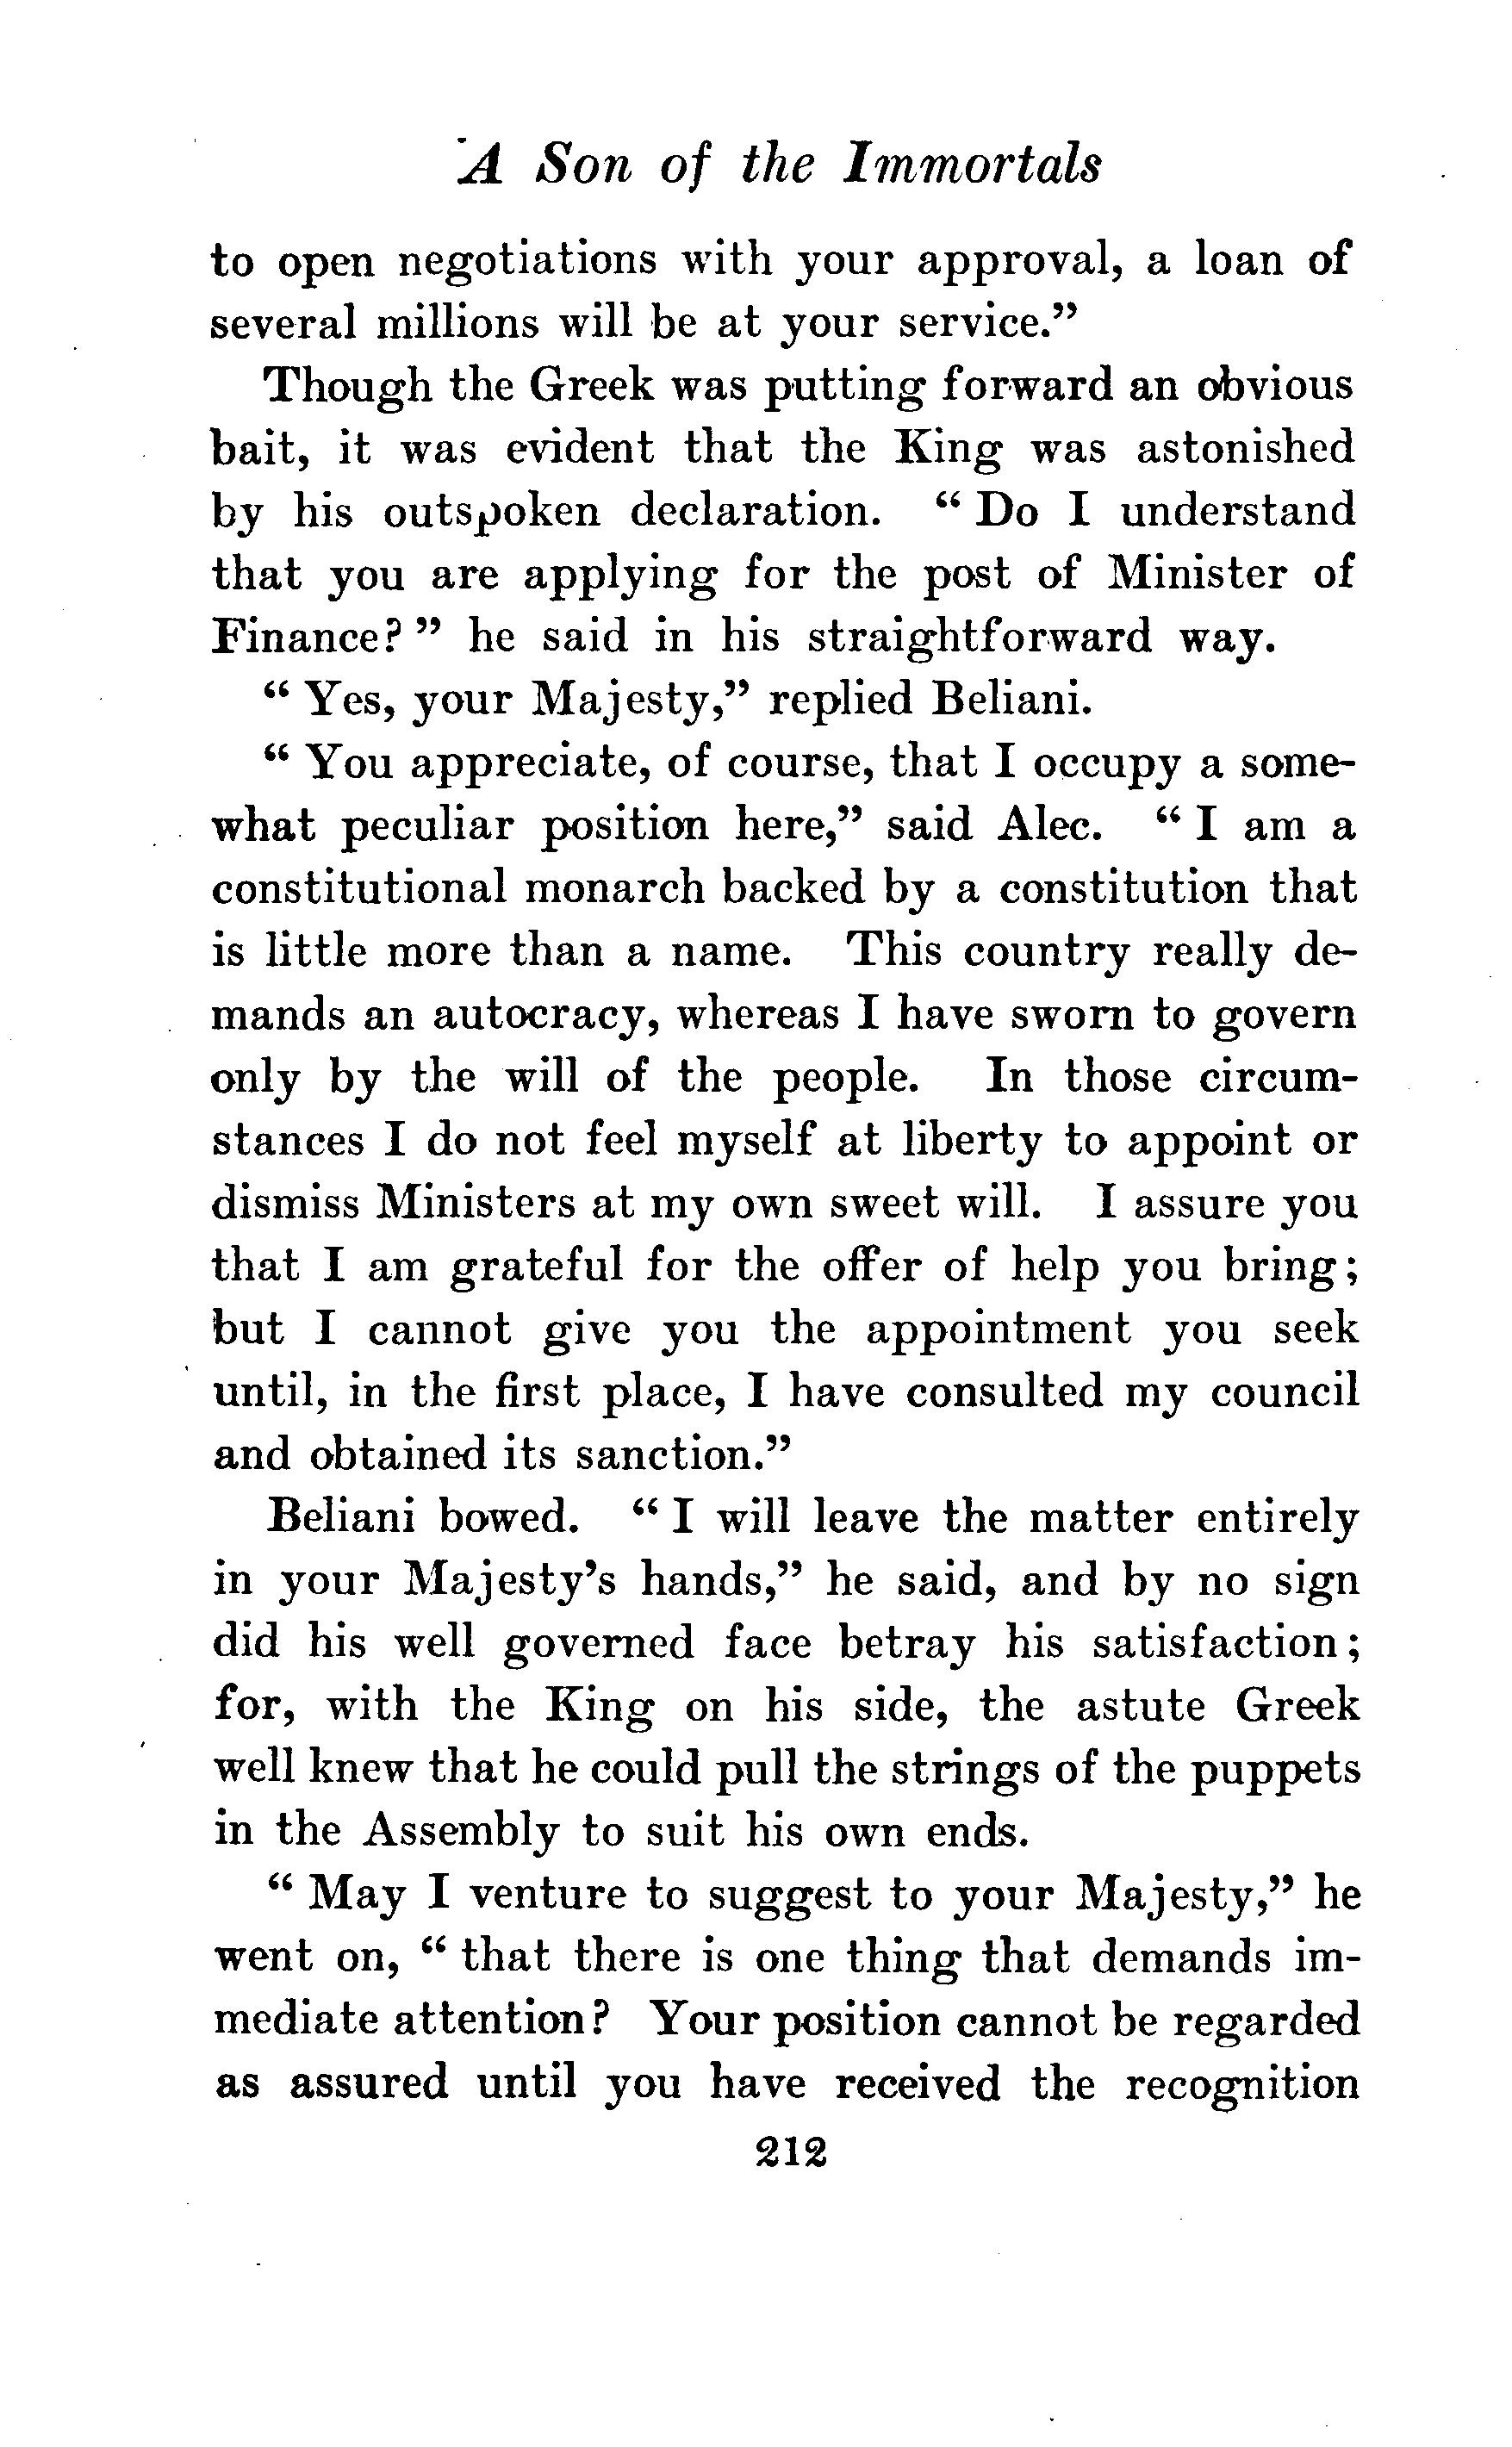 A Son of the Immortals
to open negotiations with your approval, a loan of
several millions will be at your service."
Though the Greek was putting forward an obvious
bait, it was evident that the King was astonished
by his outspoken declaration. "Do I understand
that you are applying for the post of Minister of
Finance?" he said in his straightforward way.
"Yes, your Majesty," replied Beliani.
"You appreciate, of course, that I occupy a some-
what peculiar position here," said Alec. "I am a
constitutional monarch backed by a constitution that
is little more than a name. This country really de-
mands an autocracy, whereas I have sworn to govern
only by the will of the people. In those circum-
stances I do not feel myself at liberty to appoint or
dismiss Ministers at my own sweet will. I assure you
that I am grateful for the offer of help you bring;
but I cannot give you the appointment you seek
until, in the first place, I have consulted my council
and obtained its sanction."
Beliani bowed. "I will leave the matter entirely
in your Majesty's hands," he said, and by no sign
did his well governed face betray his satisfaction;
for, with the King on his side, the astute Greek
well knew that he could pull the strings of the puppets
in the Assembly to suit his own ends.
"May I venture to suggest to your Majesty," he
went on, "that there is one thing that demands im-
mediate attention? Your position cannot be regarded
as assured until you have received the recognition
212